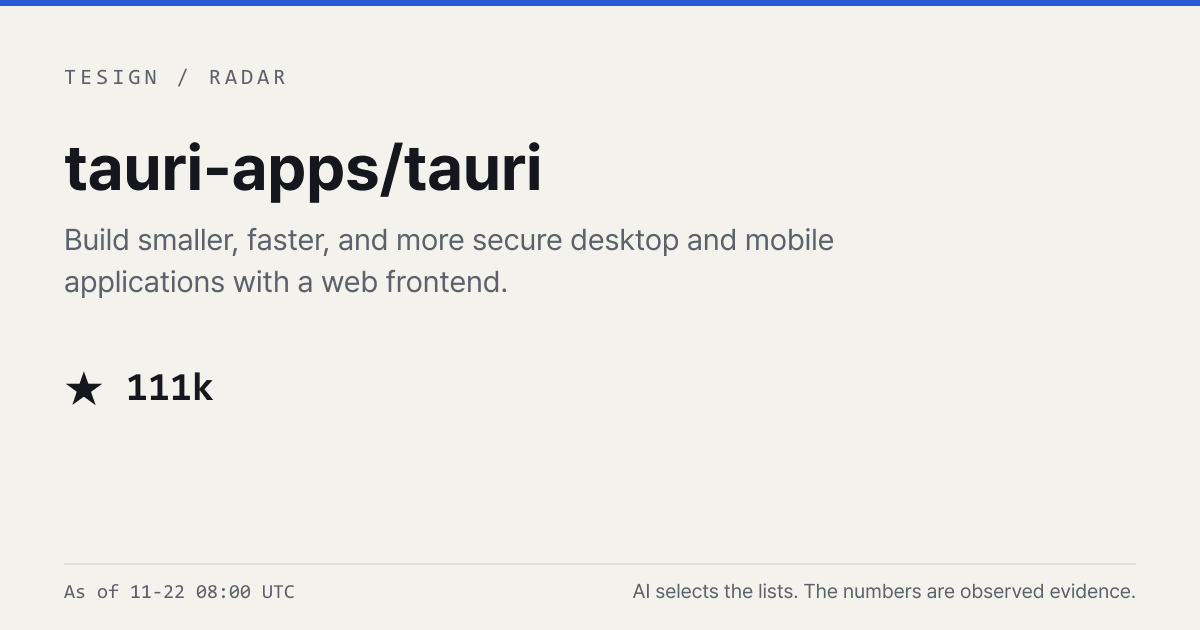 TESIGN / RADAR
tauri-apps/tauri
Build smaller, faster, and more secure desktop and mobile
applications with a web frontend.
★ 111k
As of 11-22 08:00 UTC
AI selects the lists. The numbers are observed evidence.